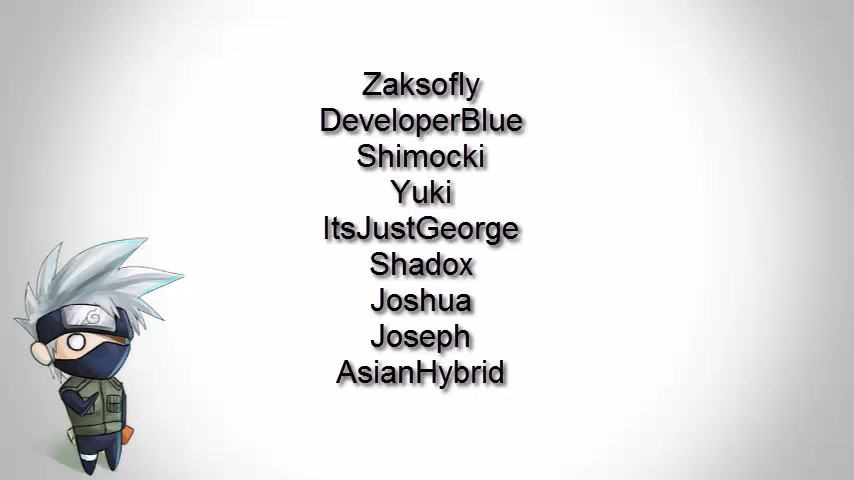 Zaksofly
DeveloperBlue
Shimocki
Yuki
ItsJustGeorge
Shadox
Joshua
Joseph
AsianHybrid